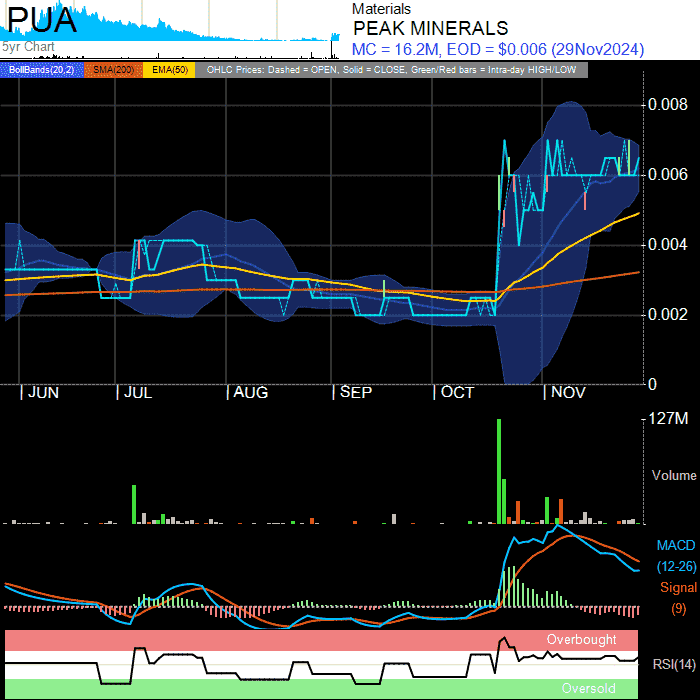 PUA
5yr Chart
Materials
PEAK MINERALS
MC = 16.2M, EOD = $0.006 (29Nov2024)
BollBands(20,2) SMA(200) EMA(50) OHLC Prices: Dashed = OPEN, Solid = CLOSE, Green/Red bars = Intra-day HIGH/LOW
0.008
0.006
0.004
0.002
0
| JUN | JUL | AUG | SEP | OCT | NOV
127M
Volume
MACD
(12-26)
Signal
(9)
Overbought
RSI(14)
Oversold